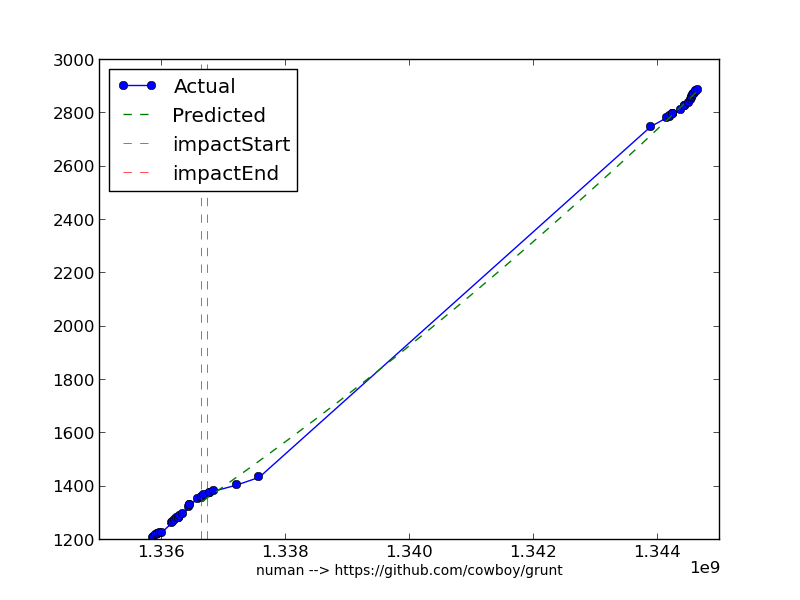 3000
2800
2600
2400
2200
2000
1800
1600
1400
1200
Actual
Predicted
impactStart
impactEnd
1.336 1.338 1.340 1.342 1.344
1e9
numan --> https://github.com/cowboy/grunt